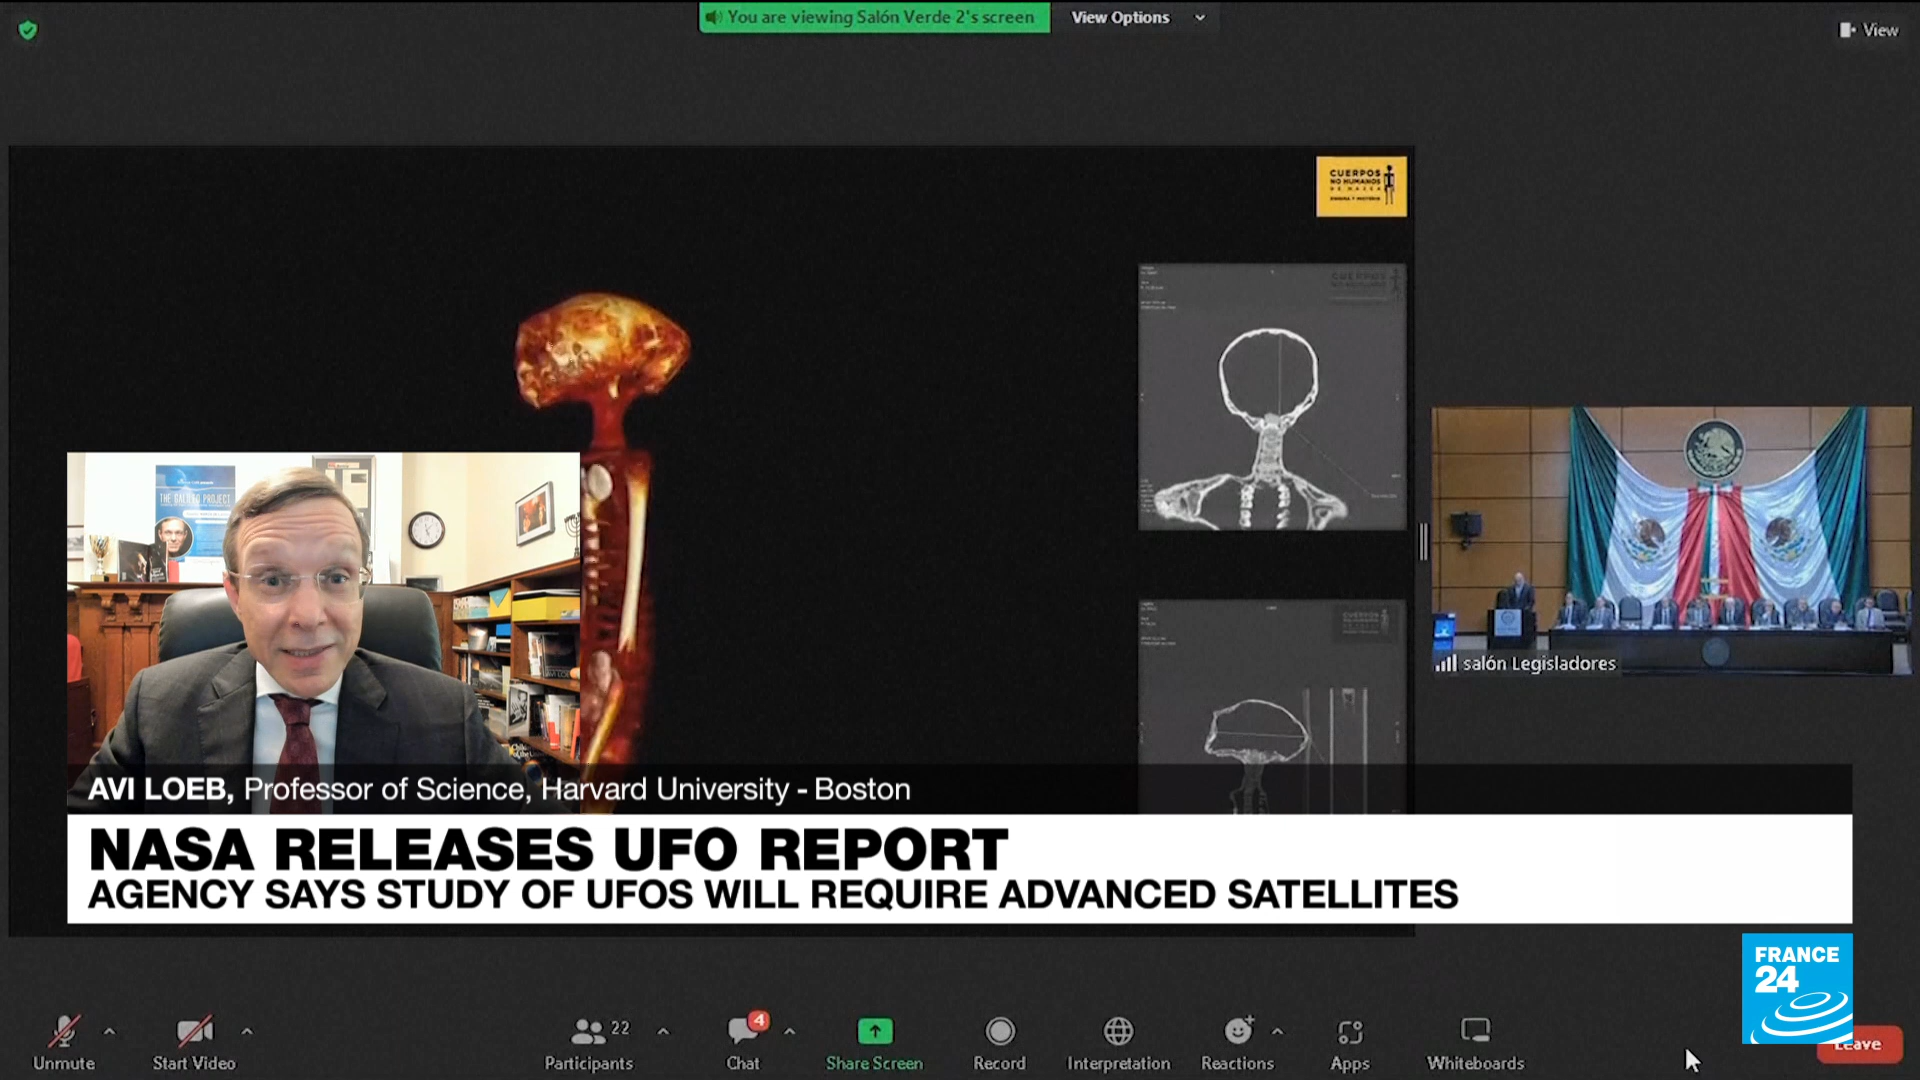 You are viewing Salón Verde 2's screen
View Options
View
CUERPOS
NO HUMANOS
DE NAZCA
THE GALILEO PROJECT
salón Legisladores
AVI LOEB, Professor of Science, Harvard University - Boston
NASA RELEASES UFO REPORT
AGENCY SAYS STUDY OF UFOS WILL REQUIRE ADVANCED SATELLITES
FRANCE
24
Unmute
Start Video
22
Participants
4
Chat
Share Screen
Record
Interpretation
Reactions
Apps
Whiteboards
Leave